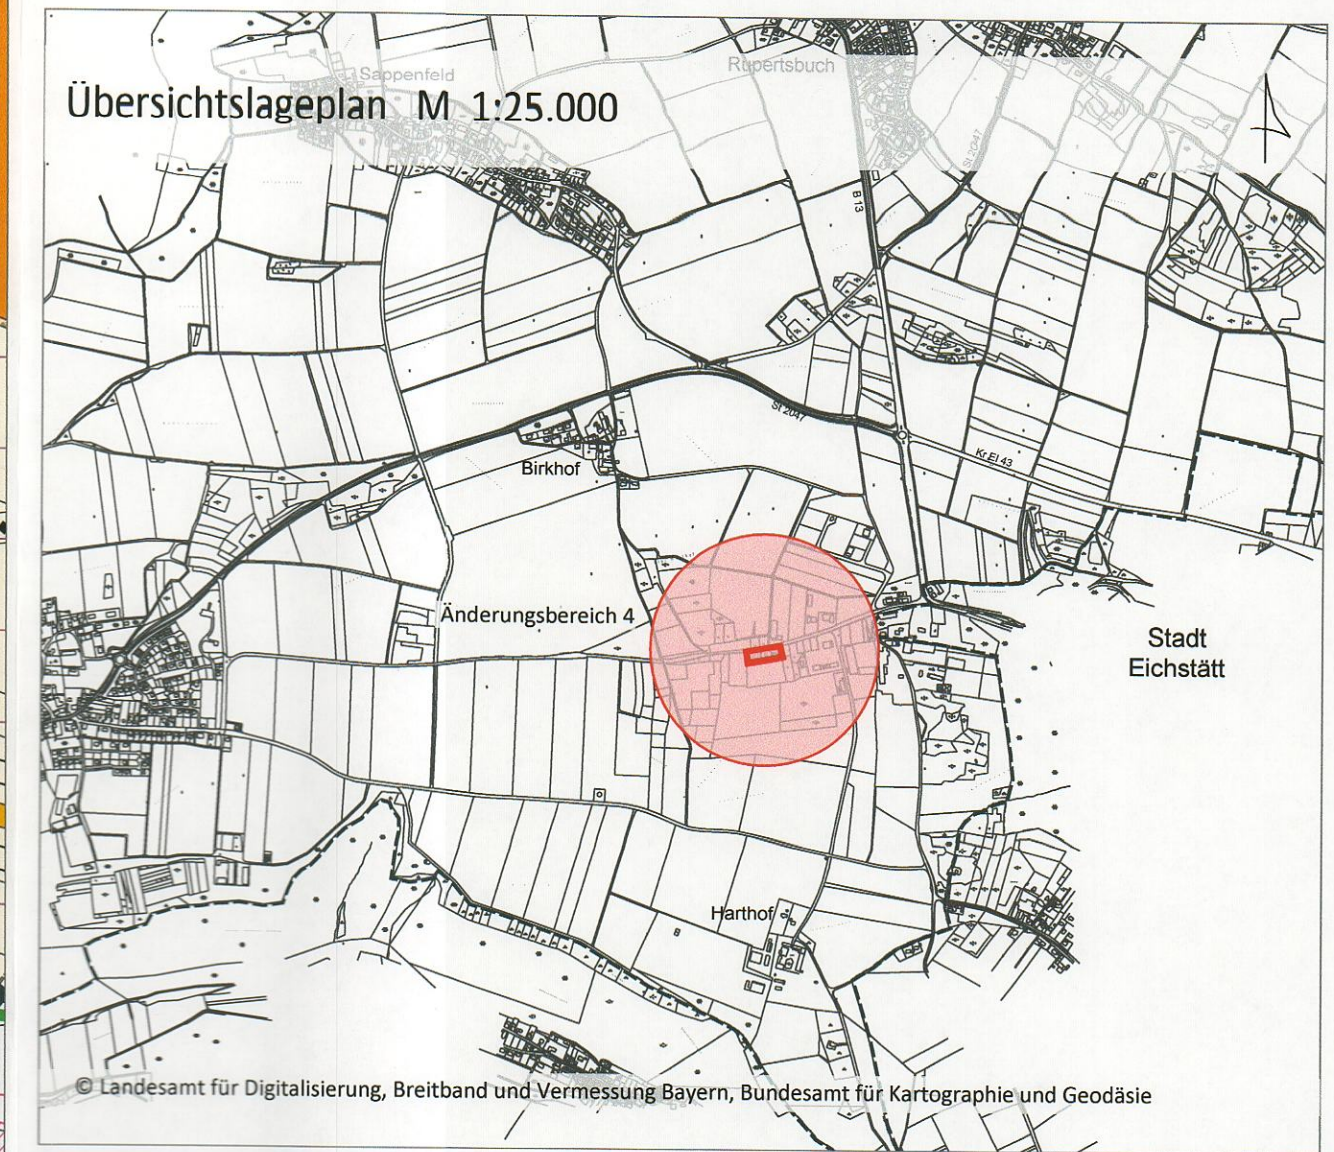 Sappenfeld
Rupertsbuch
Übersichtslageplan M 1:25.000
St 2047
B 13
St 2047
Kr EI 43
Birkhof
Änderungsbereich 4
Stadt
Eichstätt
Harthof
© Landesamt für Digitalisierung, Breitband und Vermessung Bayern, Bundesamt für Kartographie und Geodäsie